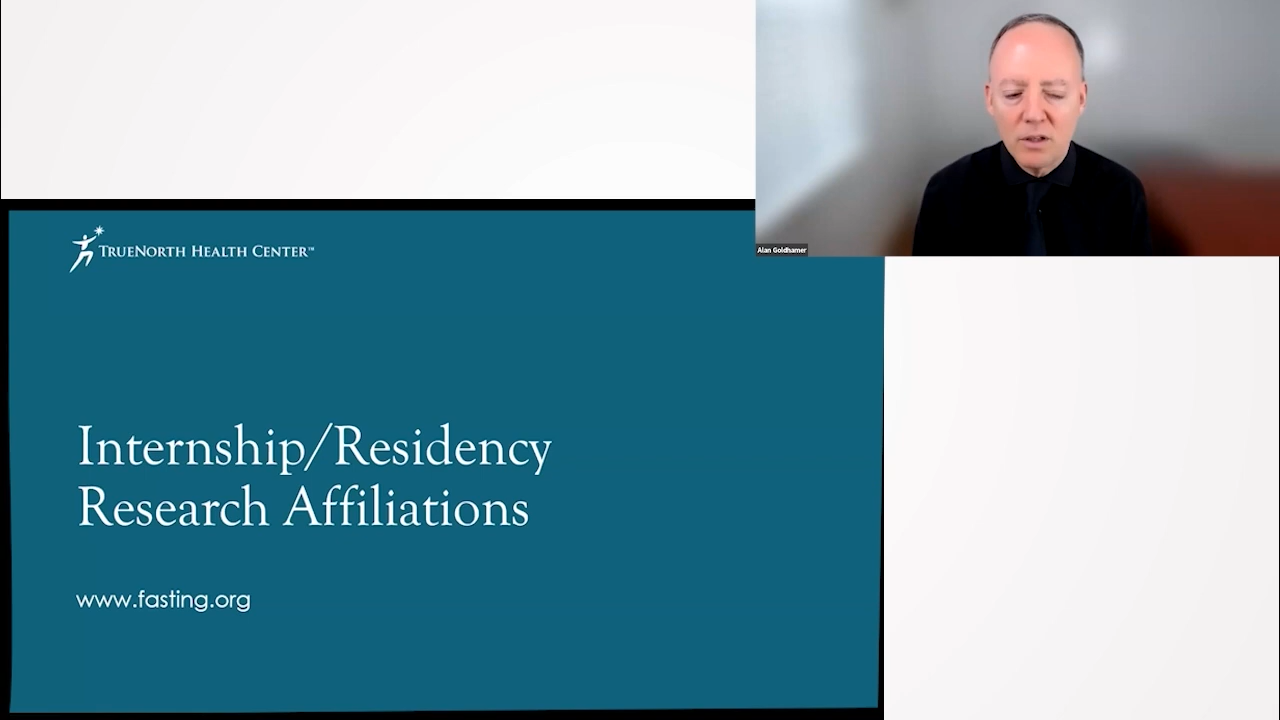 Alan Goldhamer
TRUENORTH HEALTH CENTER™
Internship/Residency
Research Affiliations
www.fasting.org